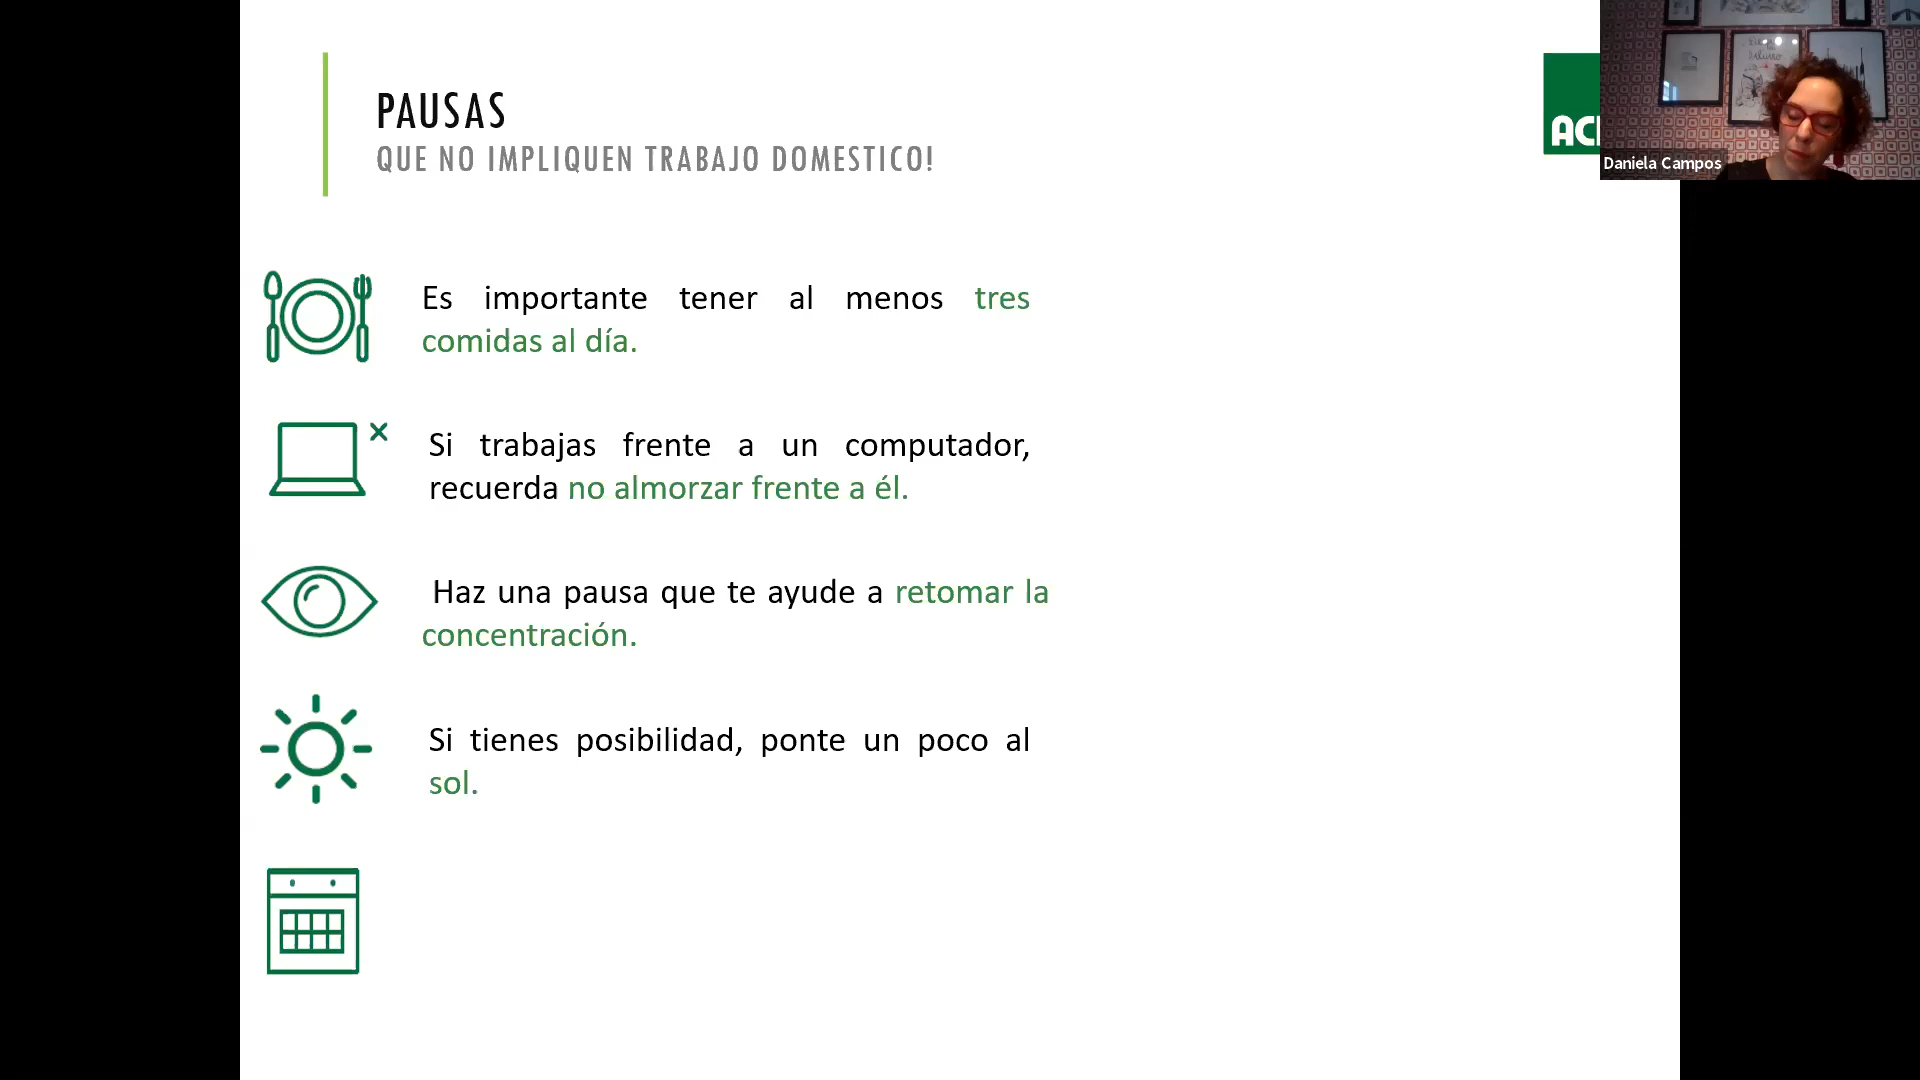 PAUSAS
QUE NO IMPLIQUEN TRABAJO DOMESTICO!
Es importante tener al menos tres
comidas al día.
Si trabajas frente a un computador,
recuerda no almorzar frente a él.
Haz una pausa que te ayude a retomar la
concentración.
Si tienes posibilidad, ponte un poco al
sol.
Daniela Campos